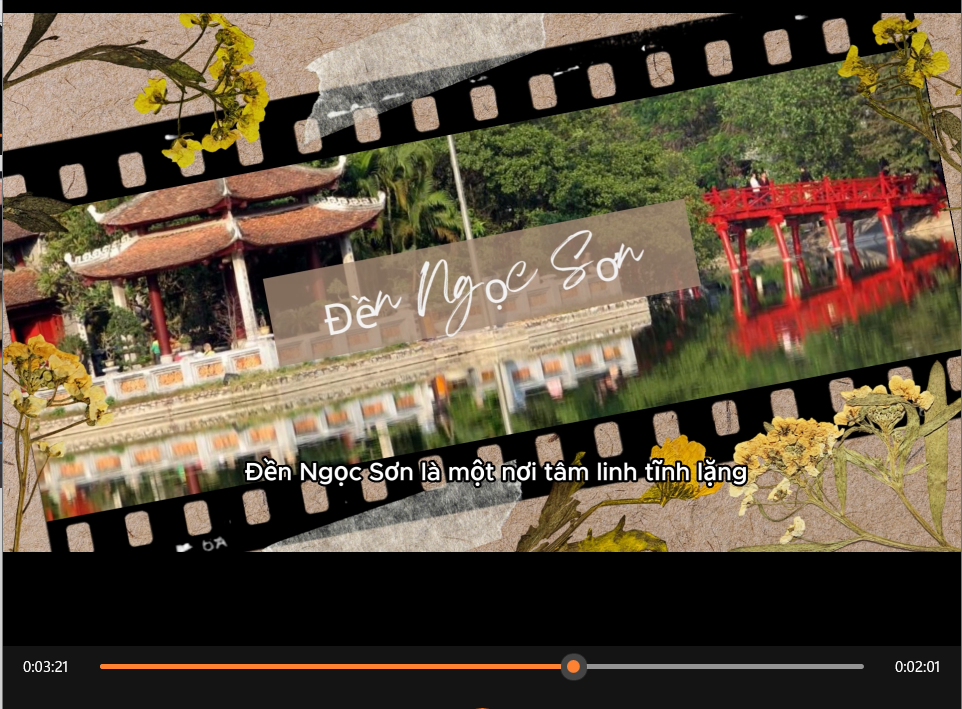 Đền Ngọc Sơn
Đền Ngọc Sơn là một nơi tâm linh tĩnh lặng
6A
0:03:21
0:02:01